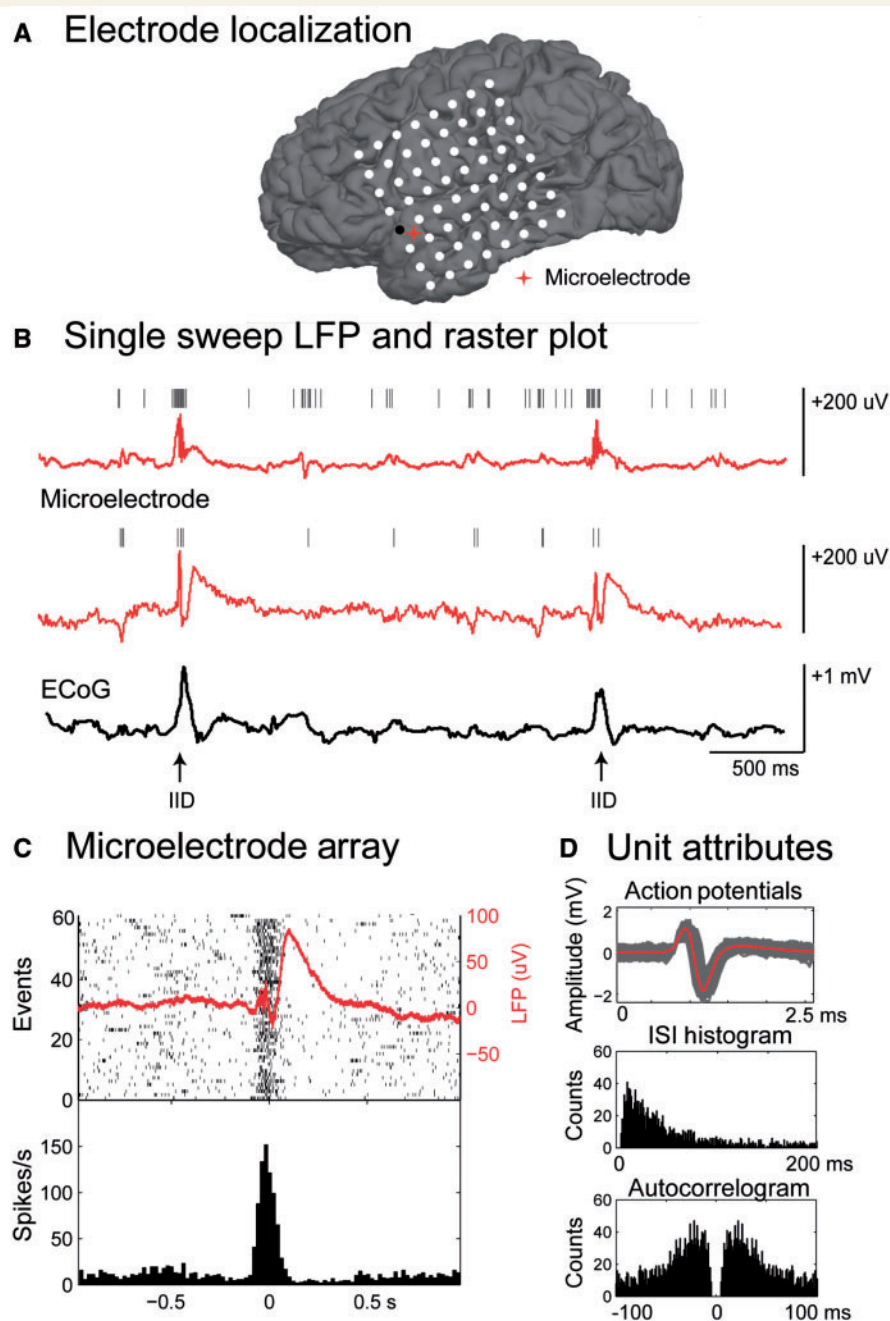 A Electrode localization
Microelectrode
B Single sweep LFP and raster plot
+200 uV
Microelectrode
+200 uV
ECoG
+1 mV
500 ms
IID IID
C Microelectrode array
60
40
20
0
Events
100
50
0
−50
LFP (uV)
150
100
50
0
Spikes/s
−0.5 0 0.5 s
D Unit attributes
Action potentials
2
0
−2
Amplitude (mV)
0 2.5 ms
ISI histogram
60
40
20
0
Counts
0 200 ms
Autocorrelogram
60
40
20
0
Counts
-100 0 100 ms